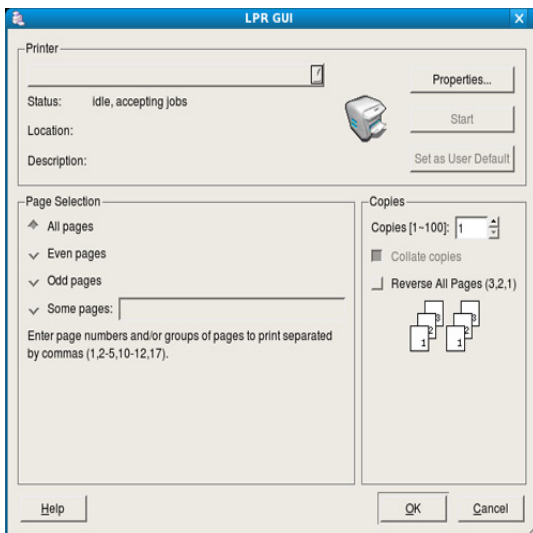 LPR GUI
Printer
Properties...
Status: idle, accepting jobs
Start
Location:
Description:
Set as User Default
Page Selection
All pages
Even pages
Odd pages
Some pages:
Enter page numbers and/or groups of pages to print separated
by commas (1,2-5,10-12,17).
Copies
Copies [1~100]: 1
Collate copies
Reverse All Pages (3,2,1)
3 3
2 2
1 1
Help
OK
Cancel